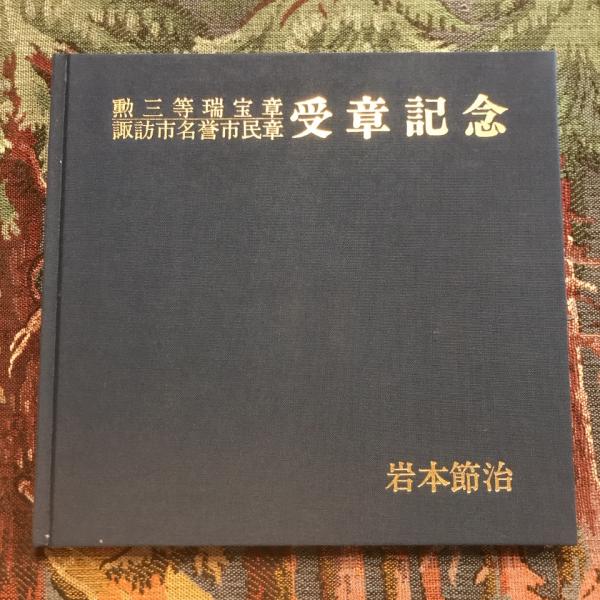 勲三等瑞宝章
諏訪市名誉市民章
受章記念
岩本節治